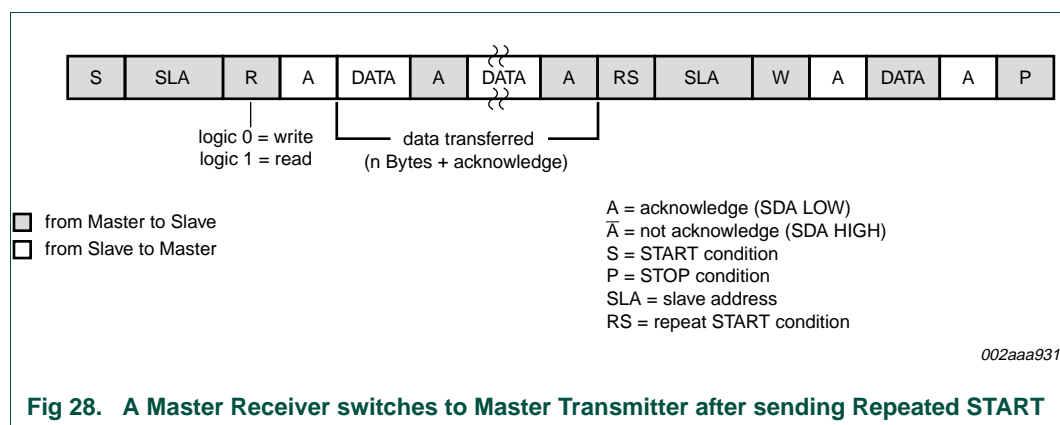 S SLA R A DATA A DATA A RS SLA W A DATA A P
logic 0 = write
logic 1 = read
data transferred
(n Bytes + acknowledge)
from Master to Slave
from Slave to Master
A = acknowledge (SDA LOW)
A̅ = not acknowledge (SDA HIGH)
S = START condition
P = STOP condition
SLA = slave address
RS = repeat START condition
002aaa931
Fig 28. A Master Receiver switches to Master Transmitter after sending Repeated START